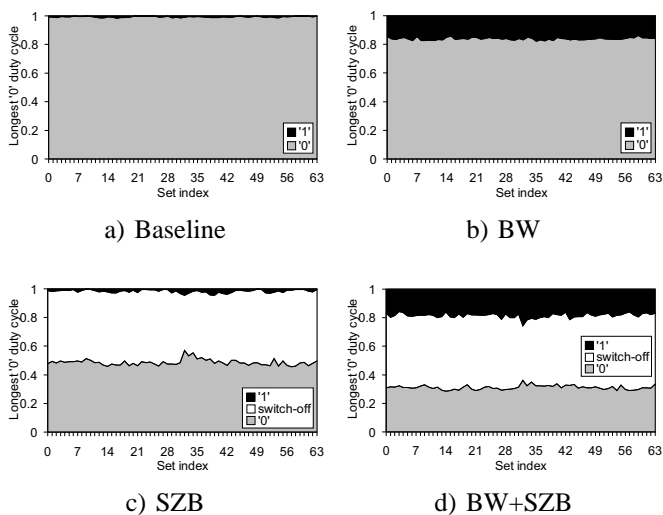 Longest '0' duty cycle
1
0.8
0.6
0.4
0.2
0
'1'
'0'
0 7 14 21 28 35 42 49 56 63
Set index
a) Baseline
Longest '0' duty cycle
1
0.8
0.6
0.4
0.2
0
'1'
'0'
0 7 14 21 28 35 42 49 56 63
Set index
b) BW
Longest '0' duty cycle
1
0.8
0.6
0.4
0.2
0
'1'
switch-off
'0'
0 7 14 21 28 35 42 49 56 63
Set index
c) SZB
Longest '0' duty cycle
1
0.8
0.6
0.4
0.2
0
'1'
switch-off
'0'
0 7 14 21 28 35 42 49 56 63
Set index
d) BW+SZB